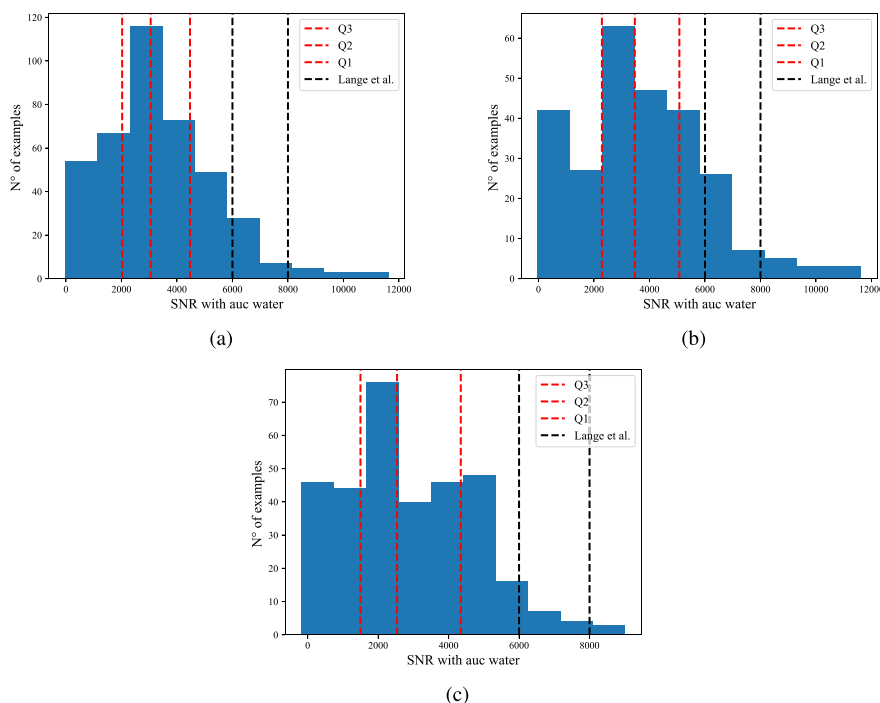 120
100
80
60
40
20
0
N° of examples
0 2000 4000 6000 8000 10000 12000
SNR with auc water
Q3
Q2
Q1
Lange et al.
(a)
60
50
40
30
20
10
0
N° of examples
0 2000 4000 6000 8000 10000 12000
SNR with auc water
Q3
Q2
Q1
Lange et al.
(b)
70
60
50
40
30
20
10
0
N° of examples
0 2000 4000 6000 8000
SNR with auc water
Q3
Q2
Q1
Lange et al.
(c)